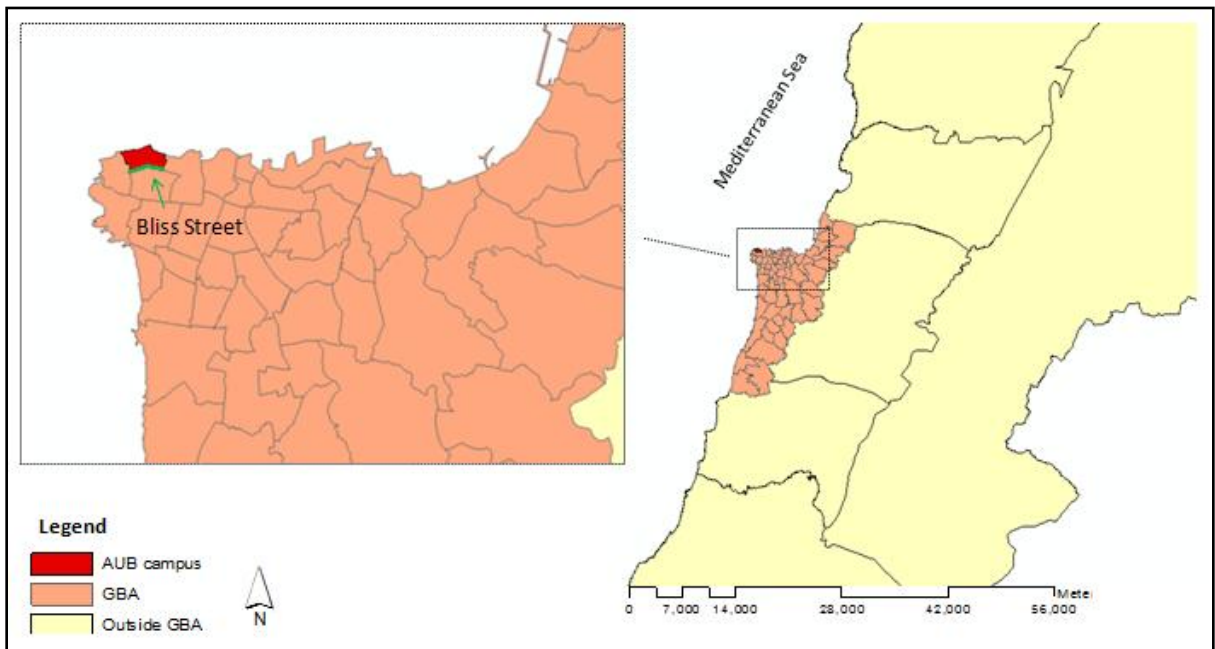 Mediterranean Sea
Bliss Street
Legend
AUB campus
GBA
Outside GBA
N
Mete
0 7,000 14,000 28,000 42,000 56,000